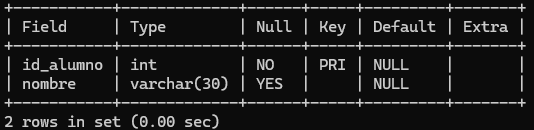 +-----------+-------------+------+-----+---------+-------+
| Field     | Type        | Null | Key | Default | Extra |
+-----------+-------------+------+-----+---------+-------+
| id_alumno | int         | NO   | PRI | NULL    |       |
| nombre    | varchar(30) | YES  |     | NULL    |       |
+-----------+-------------+------+-----+---------+-------+
2 rows in set (0.00 sec)